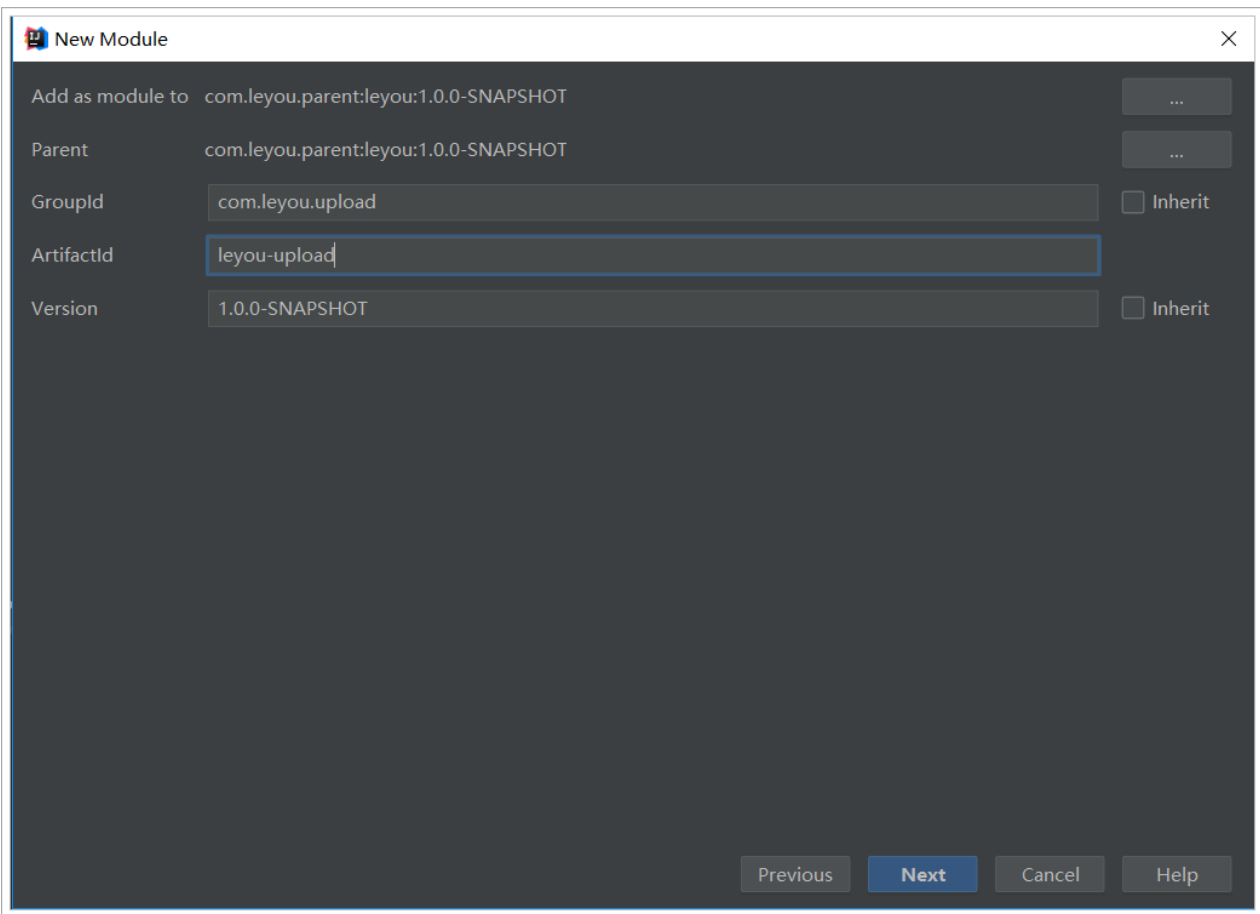 New Module
Add as module to com.leyou.parent:leyou:1.0.0-SNAPSHOT ...
Parent com.leyou.parent:leyou:1.0.0-SNAPSHOT ...
GroupId com.leyou.upload Inherit
ArtifactId leyou-upload
Version 1.0.0-SNAPSHOT Inherit
Previous Next Cancel Help